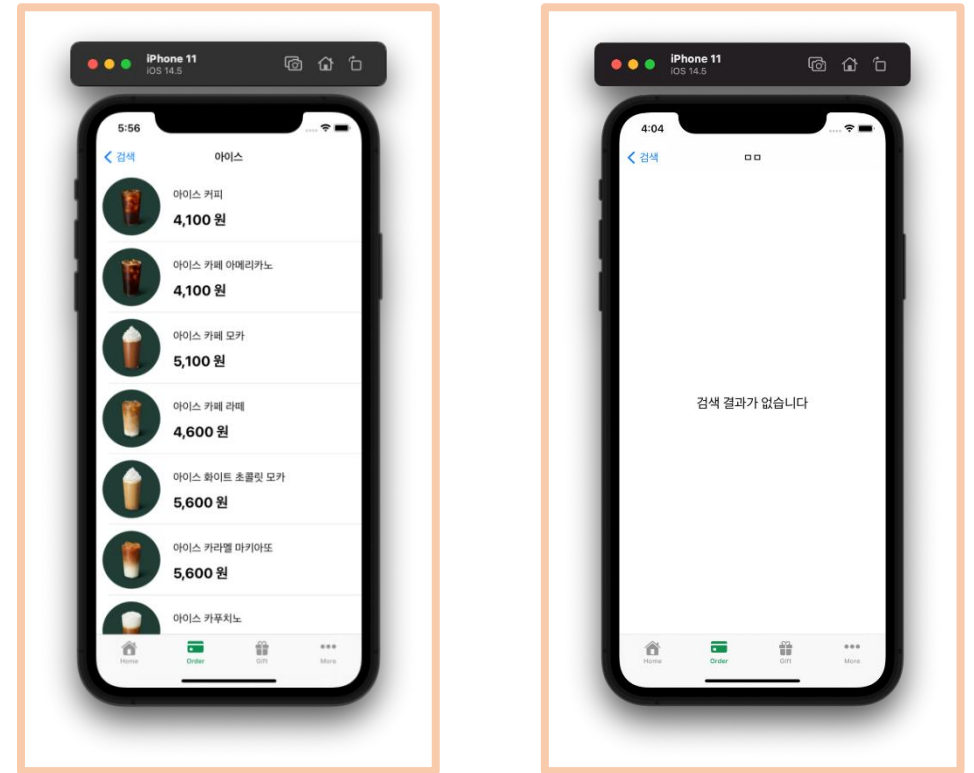 iPhone 11
iOS 14.5
5:56
검색
아이스
아이스 커피
4,100 원
아이스 카페 아메리카노
4,100 원
아이스 카페 모카
5,100 원
아이스 카페 라떼
4,600 원
아이스 화이트 초콜릿 모카
5,600 원
아이스 카라멜 마키아또
5,600 원
아이스 카푸치노
Home
Order
Gift
More
iPhone 11
iOS 14.5
4:04
검색
ㅁㅁ
검색 결과가 없습니다
Home
Order
Gift
More